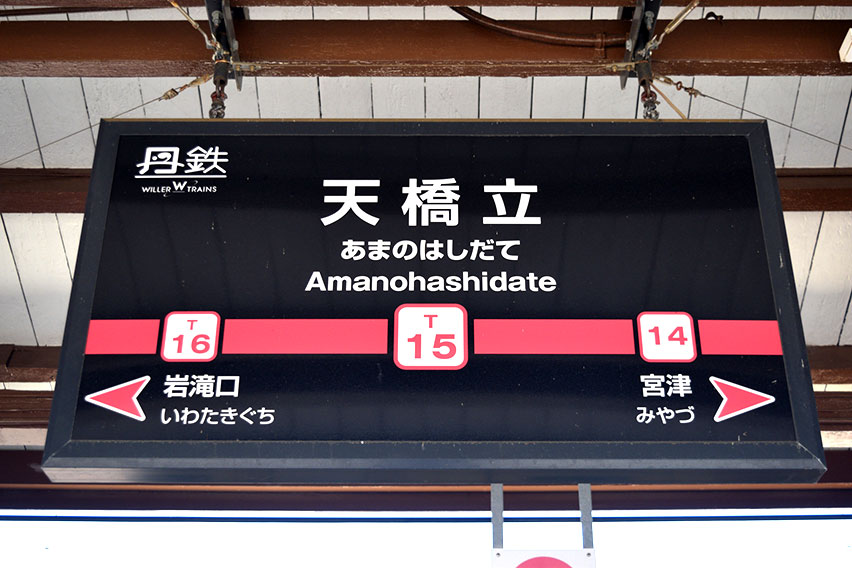 丹鉄
WILLER TRAINS
天橋立
あまのはしだて
Amanohashidate
T 16
T 15
14
岩滝口
いわたきぐち
宮津
みやづ